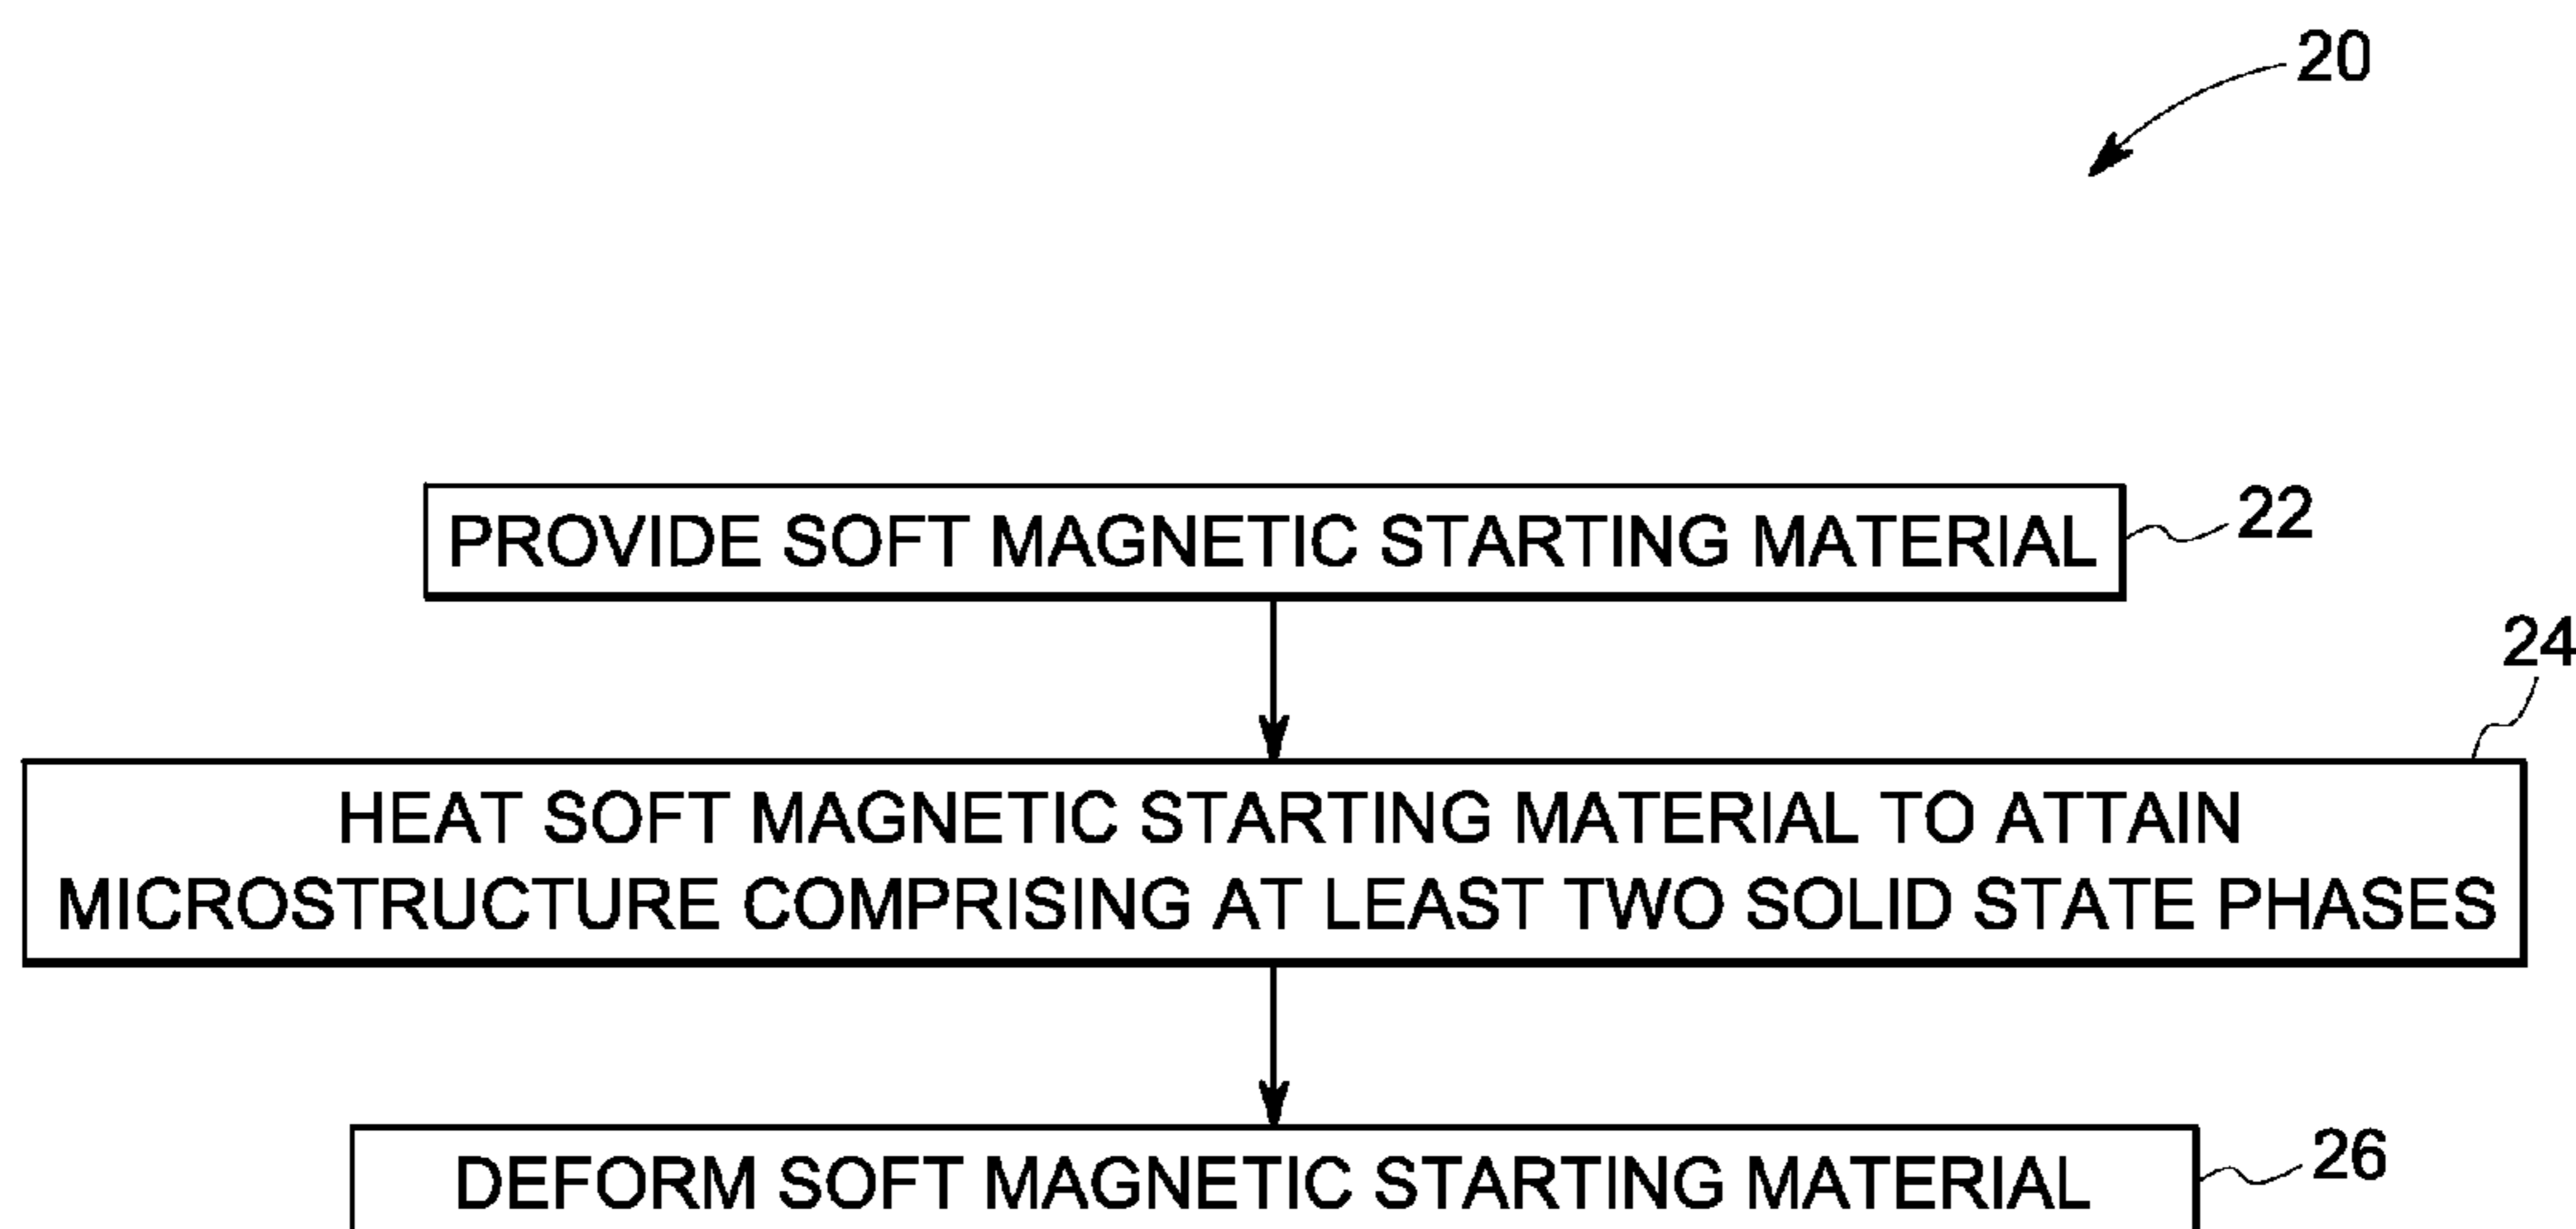 20
PROVIDE SOFT MAGNETIC STARTING MATERIAL
22
24
HEAT SOFT MAGNETIC STARTING MATERIAL TO ATTAIN
MICROSTRUCTURE COMPRISING AT LEAST TWO SOLID STATE PHASES
DEFORM SOFT MAGNETIC STARTING MATERIAL
26